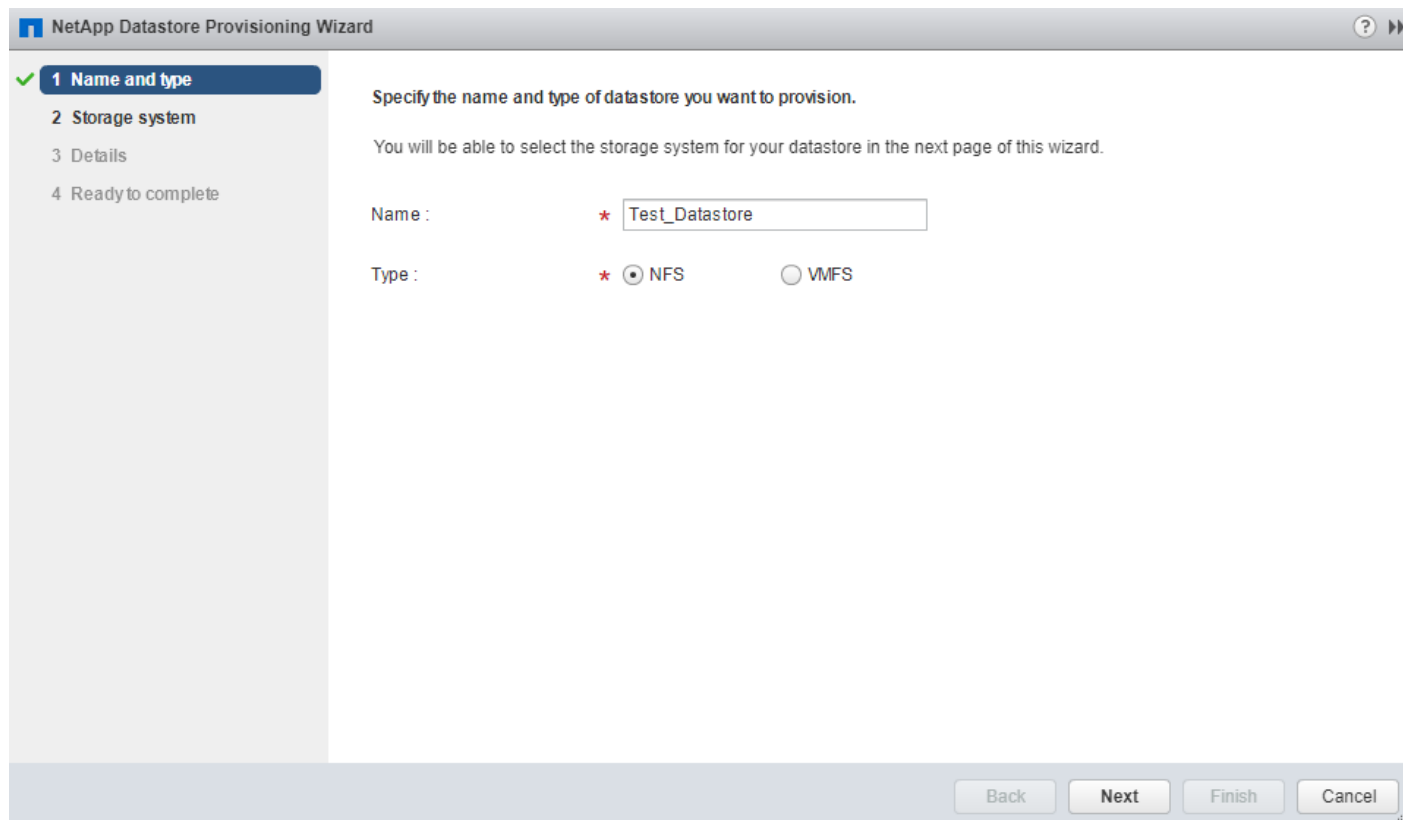 NetApp Datastore Provisioning Wizard
?
1 Name and type
2 Storage system
3 Details
4 Ready to complete
Specify the name and type of datastore you want to provision.
You will be able to select the storage system for your datastore in the next page of this wizard.
Name : * Test_Datastore
Type : * NFS VMFS
Back Next Finish Cancel